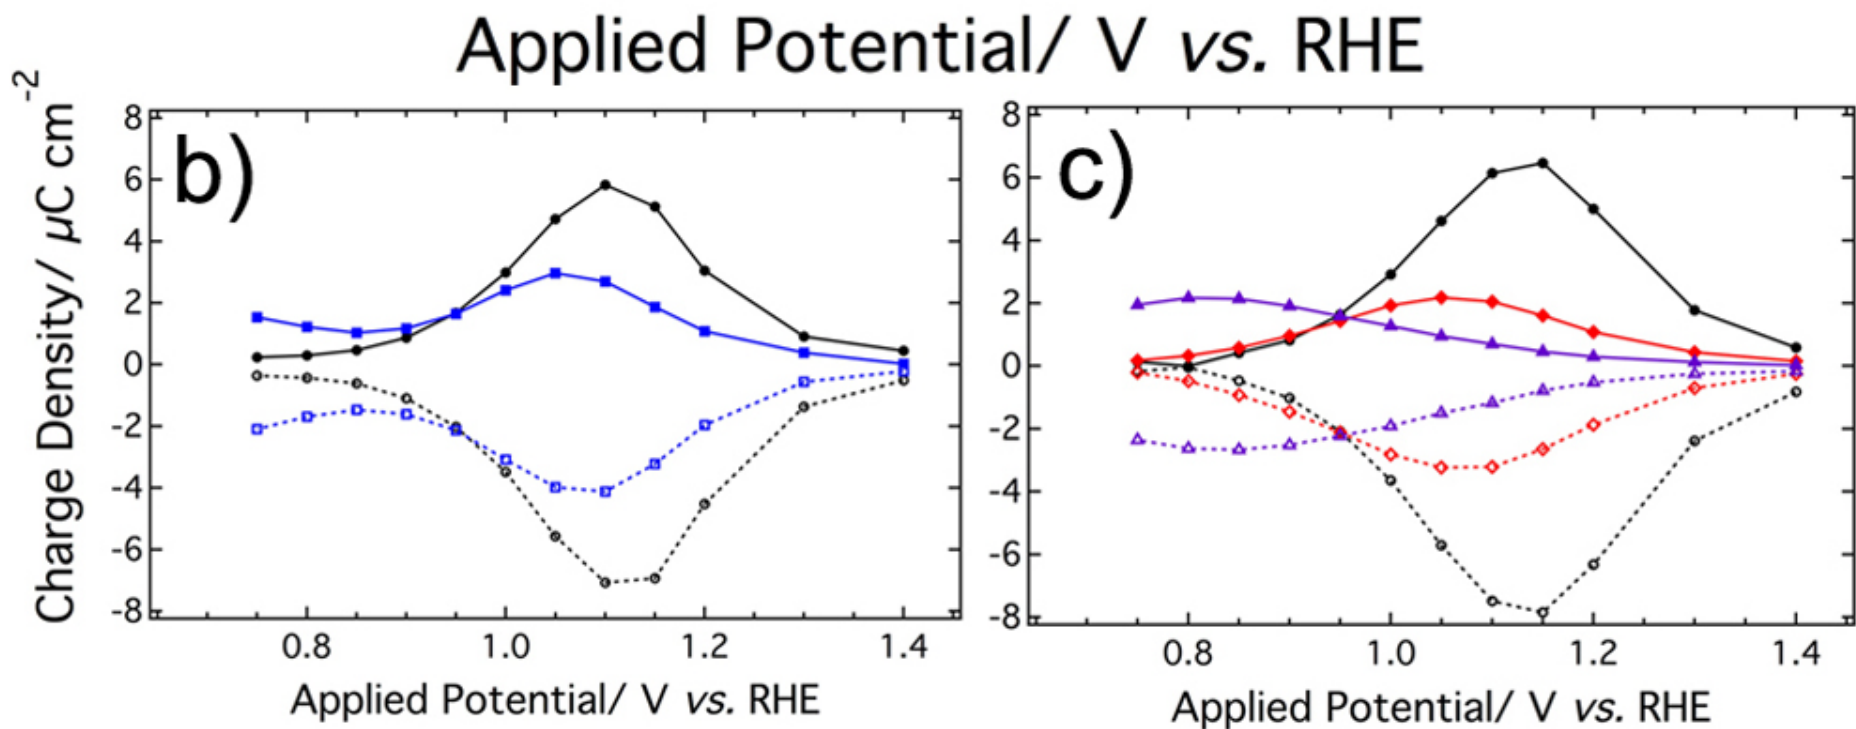 Applied Potential/ V vs. RHE
Charge Density/ µC cm-2
b)
8
6
4
2
0
-2
-4
-6
-8
0.8 1.0 1.2 1.4
Applied Potential/ V vs. RHE
c)
8
6
4
2
0
-2
-4
-6
-8
0.8 1.0 1.2 1.4
Applied Potential/ V vs. RHE